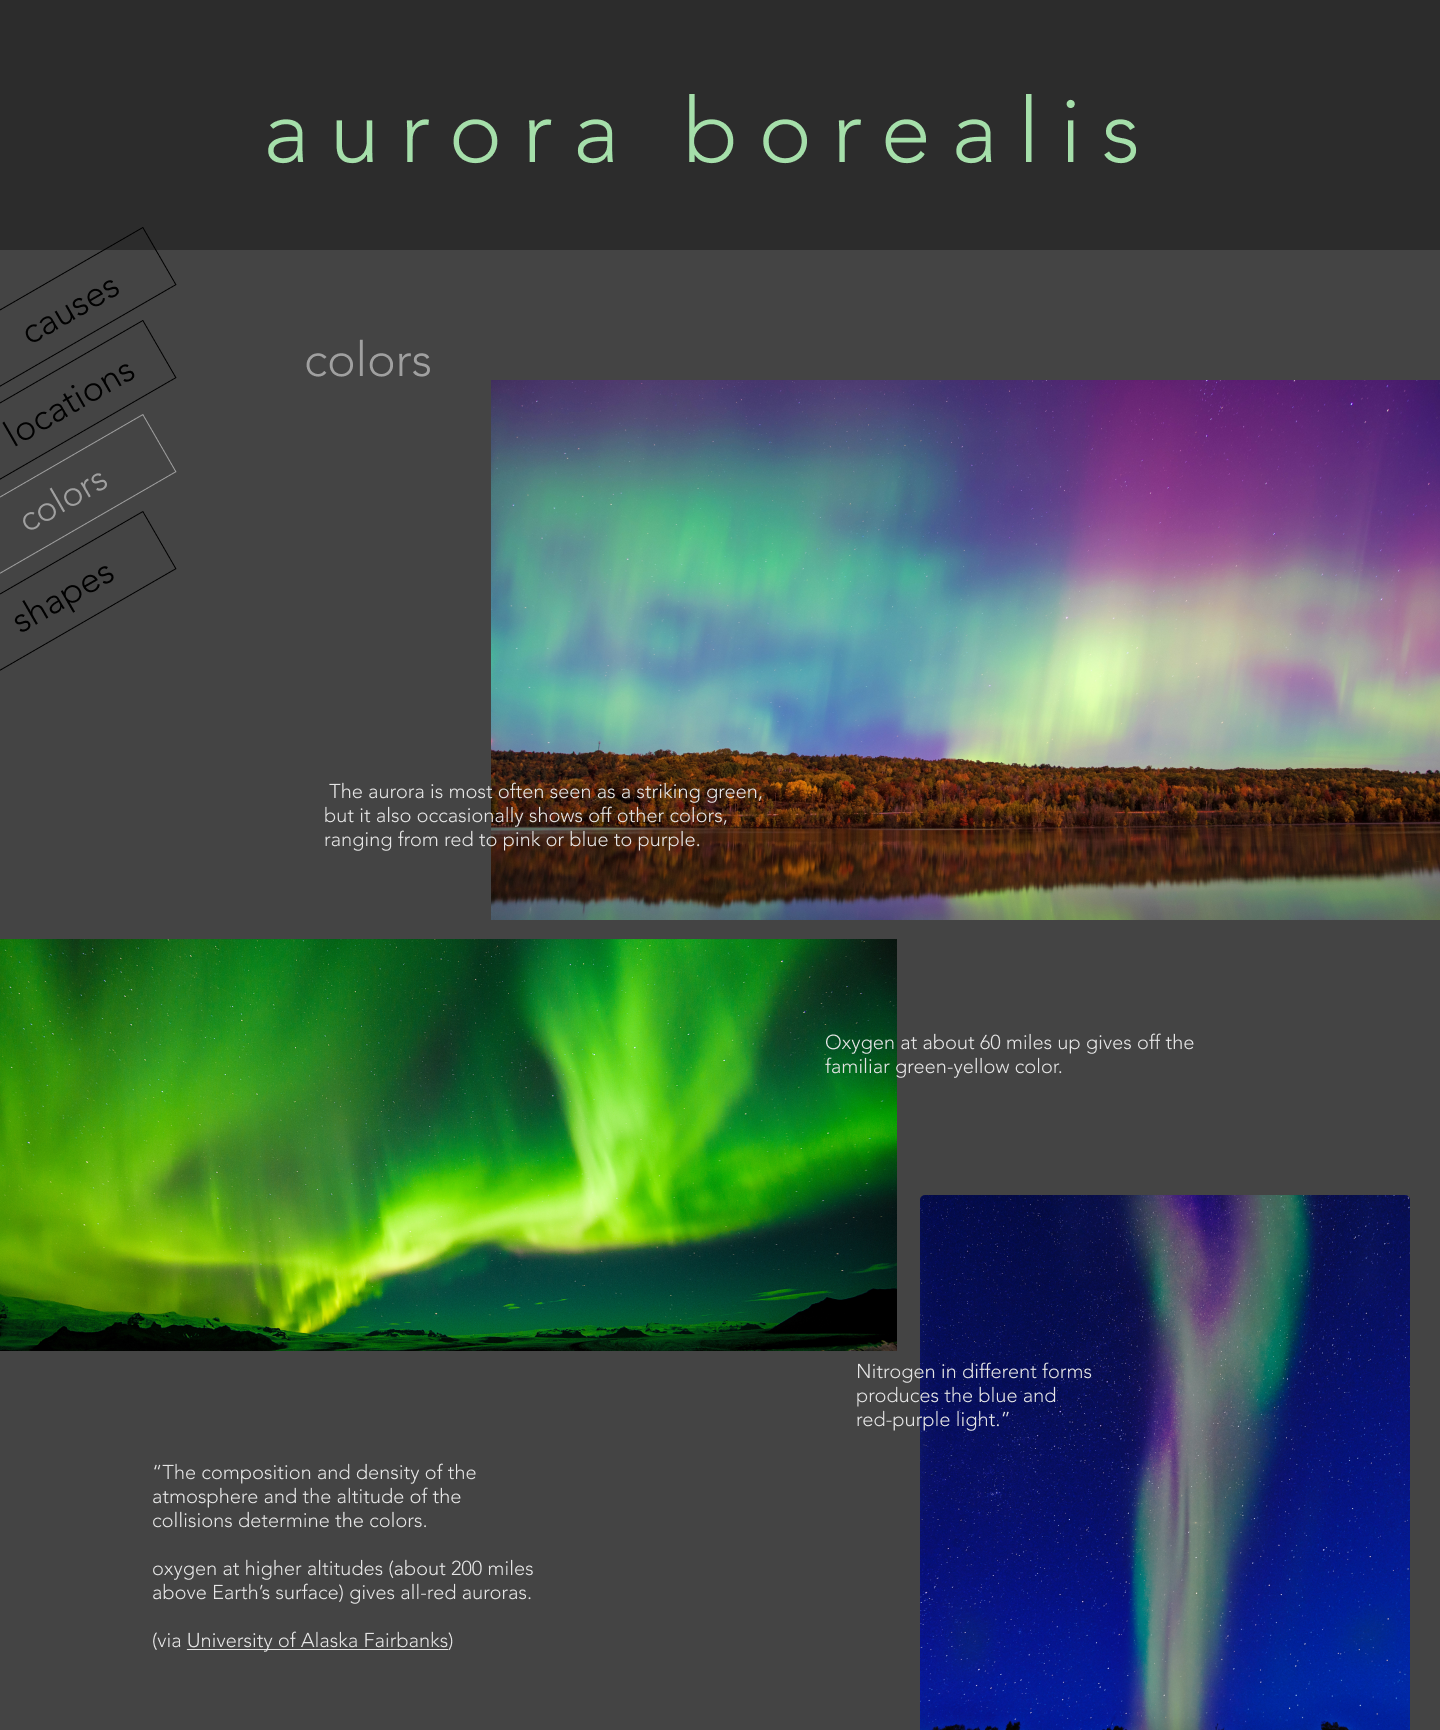 aurora borealis
causes
locations
colors
shapes
colors
The aurora is most often seen as a striking green,
but it also occasionally shows off other colors,
ranging from red to pink or blue to purple.
Oxygen at about 60 miles up gives off the
familiar green-yellow color.
Nitrogen in different forms
produces the blue and
red-purple light.”
“The composition and density of the
atmosphere and the altitude of the
collisions determine the colors.
oxygen at higher altitudes (about 200 miles
above Earth’s surface) gives all-red auroras.
(via University of Alaska Fairbanks)